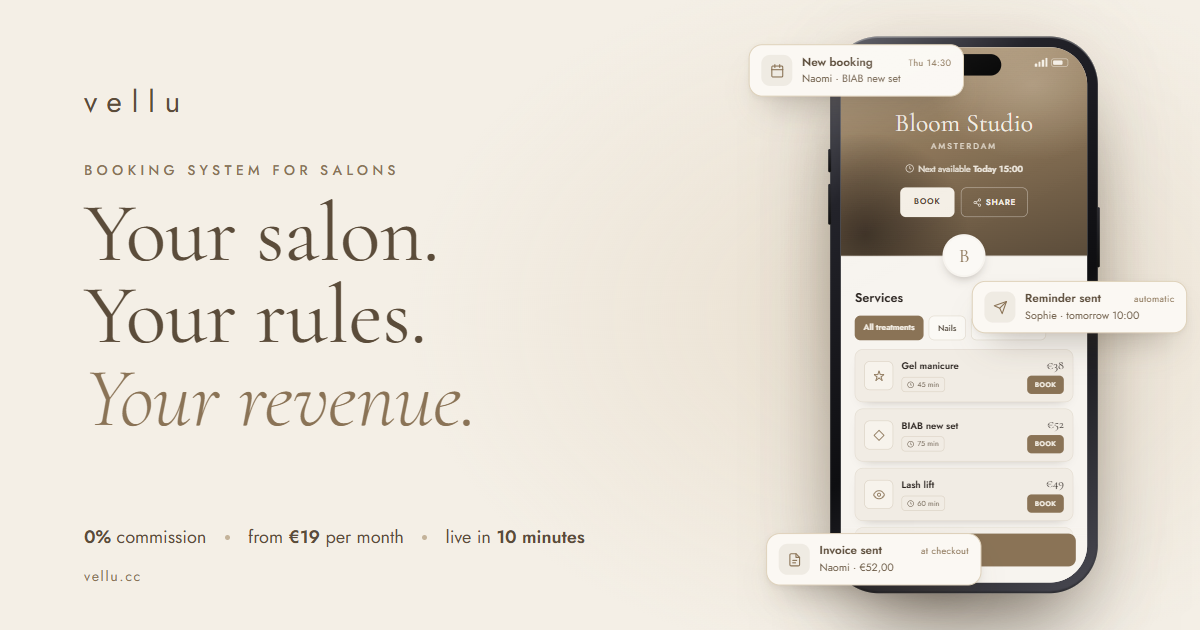 vellu
BOOKING SYSTEM FOR SALONS
Your salon.
Your rules.
Your revenue.
0% commission • from €19 per month • live in 10 minutes
vellu.cc
New booking Thu 14:30
Naomi · BIAB new set
Bloom Studio
AMSTERDAM
Next available Today 15:00
BOOK SHARE
B
Reminder sent automatic
Sophie · tomorrow 10:00
Services
All treatments Nails
Gel manicure €38
45 min BOOK
BIAB new set €52
75 min BOOK
Lash lift €49
60 min BOOK
Invoice sent at checkout
Naomi · €52,00